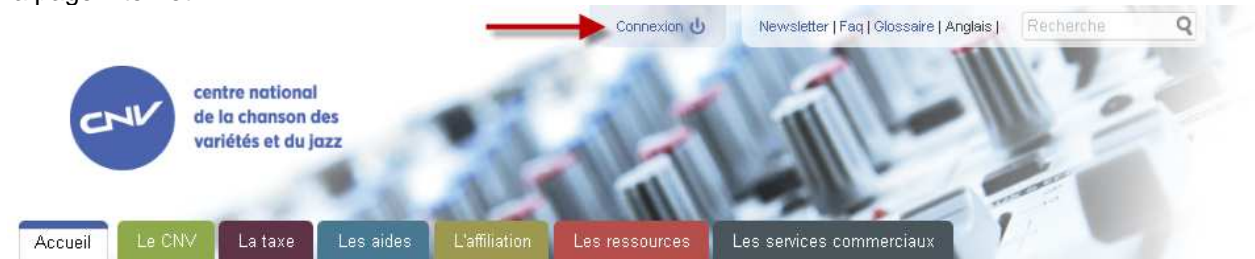 Connexion
Newsletter | Faq | Glossaire | Anglais |
Recherche
CNV
centre national
de la chanson des
variétés et du jazz
Accueil
Le CNV
La taxe
Les aides
L'affiliation
Les ressources
Les services commerciaux